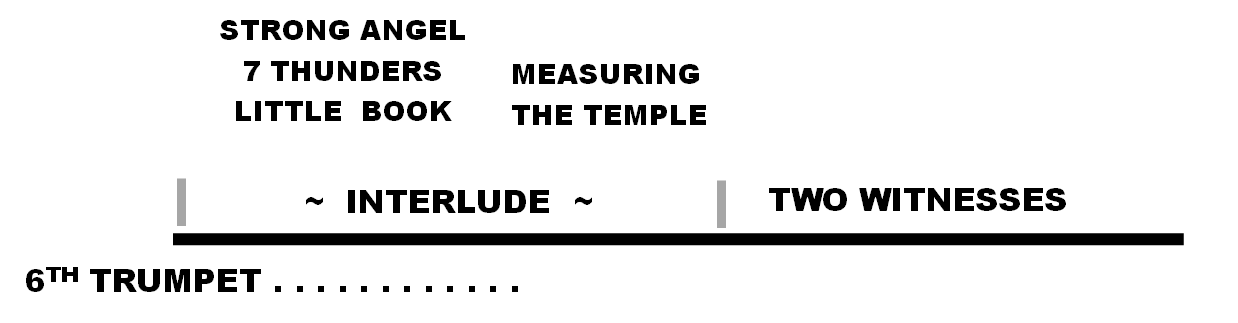 STRONG ANGEL
7 THUNDERS
LITTLE BOOK
MEASURING
THE TEMPLE
~ INTERLUDE ~
TWO WITNESSES
6TH TRUMPET . . . . . . . . . . . .